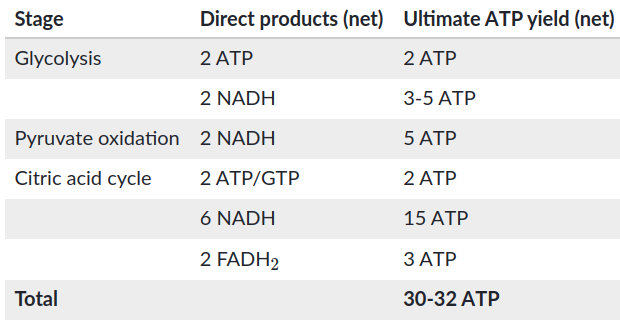 Stage Direct products (net) Ultimate ATP yield (net)
Glycolysis 2 ATP 2 ATP
2 NADH 3-5 ATP
Pyruvate oxidation 2 NADH 5 ATP
Citric acid cycle 2 ATP/GTP 2 ATP
6 NADH 15 ATP
2 FADH₂ 3 ATP
Total 30-32 ATP